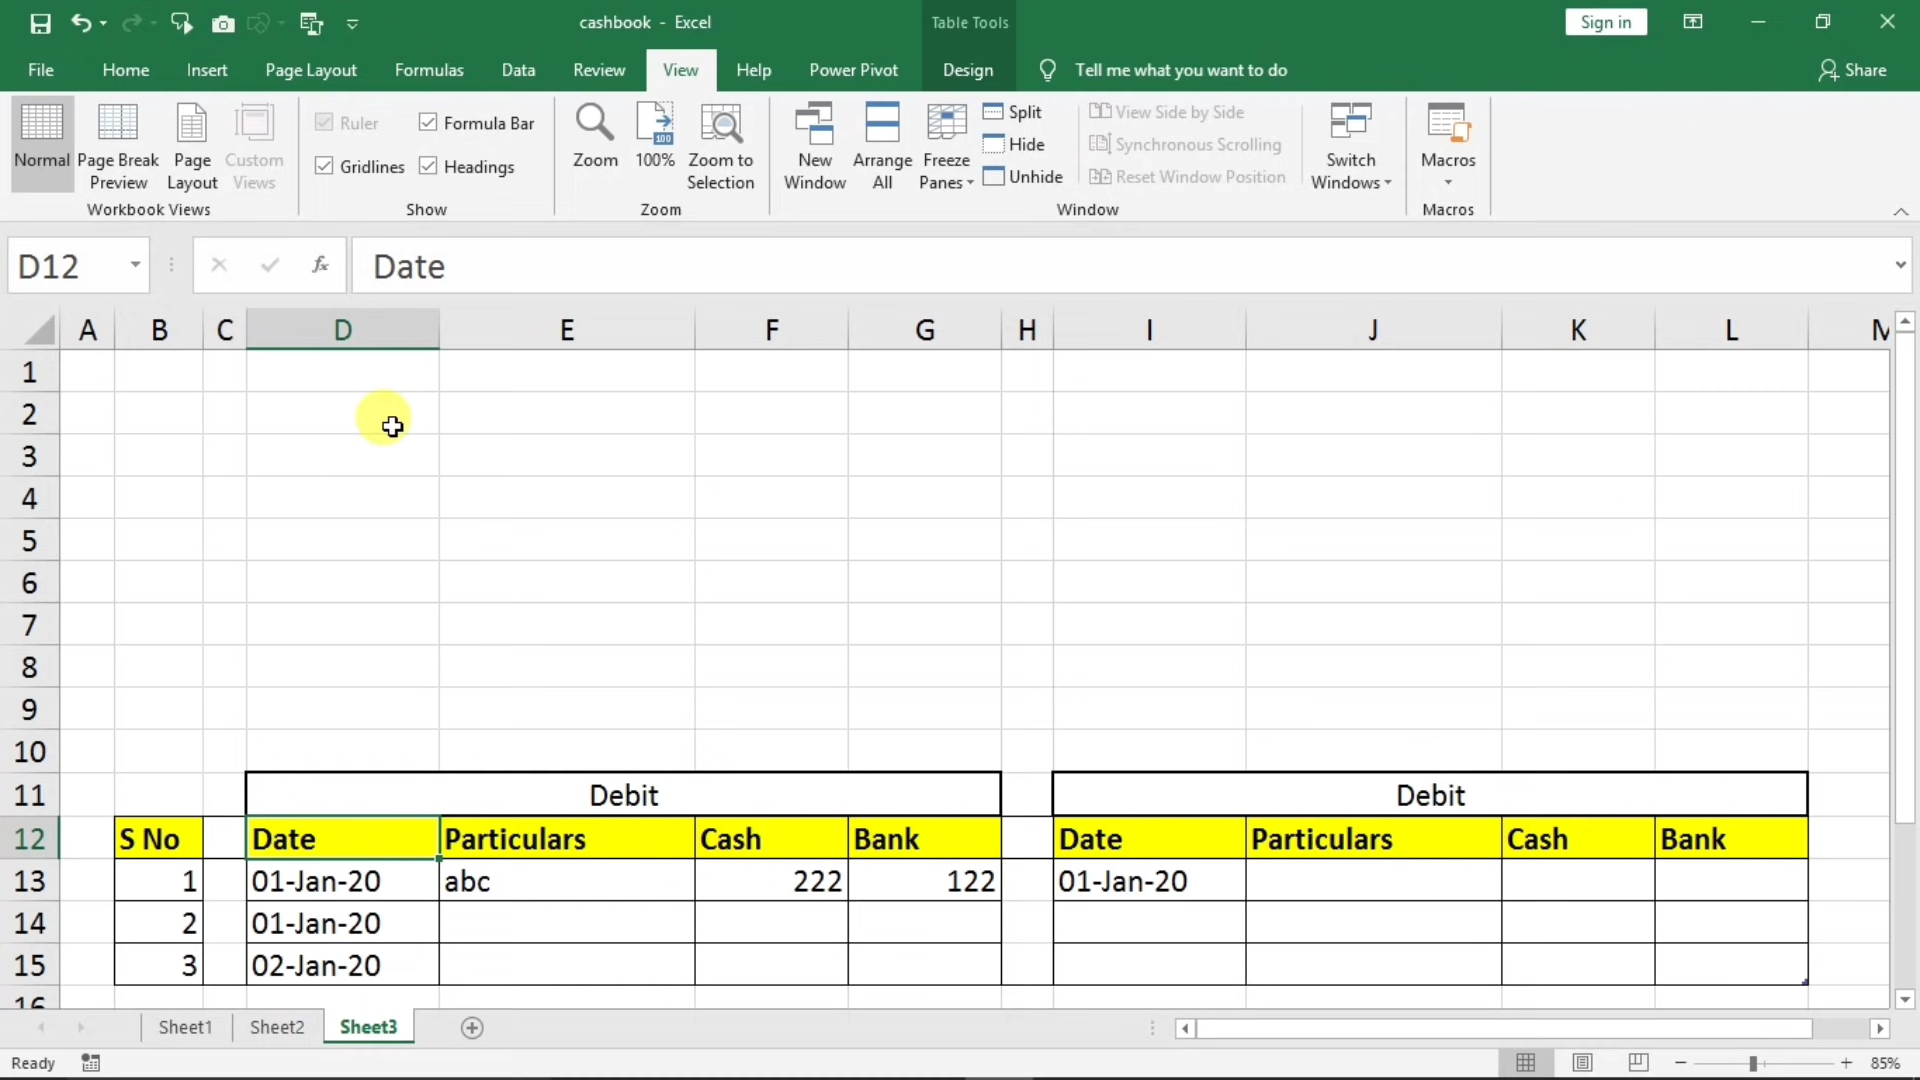 cashbook - Excel
Table Tools
Sign in
File Home Insert Page Layout Formulas Data Review View Help Power Pivot Design Tell me what you want to do Share
Normal
Page Break Preview
Page Layout
Custom Views
Workbook Views
Ruler
Formula Bar
Gridlines
Headings
Show
Zoom
100
100%
Zoom to Selection
Zoom
New Window
Arrange All
Freeze Panes
Split
Hide
Unhide
View Side by Side
Synchronous Scrolling
Reset Window Position
Window
Switch Windows
Macros
Macros
D12 fx Date
A B C D E F G H I J K L M
1
2
3
4
5
6
7
8
9
10
11 Debit Debit
12 S No Date Particulars Cash Bank Date Particulars Cash Bank
13 1 01-Jan-20 abc 222 122 01-Jan-20
14 2 01-Jan-20
15 3 02-Jan-20
16
Sheet1 Sheet2 Sheet3
Ready
85%